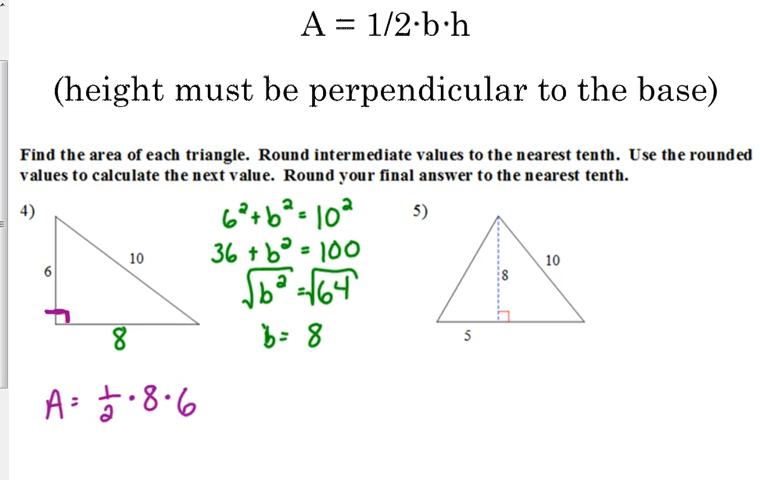 A = 1/2·b·h
(height must be perpendicular to the base)
Find the area of each triangle. Round intermediate values to the nearest tenth. Use the rounded
values to calculate the next value. Round your final answer to the nearest tenth.
4)
6
10
8
6² + b² = 10²
36 + b² = 100
√b² = √64
b = 8
A = 1/2 · 8 · 6
5)
8
10
5